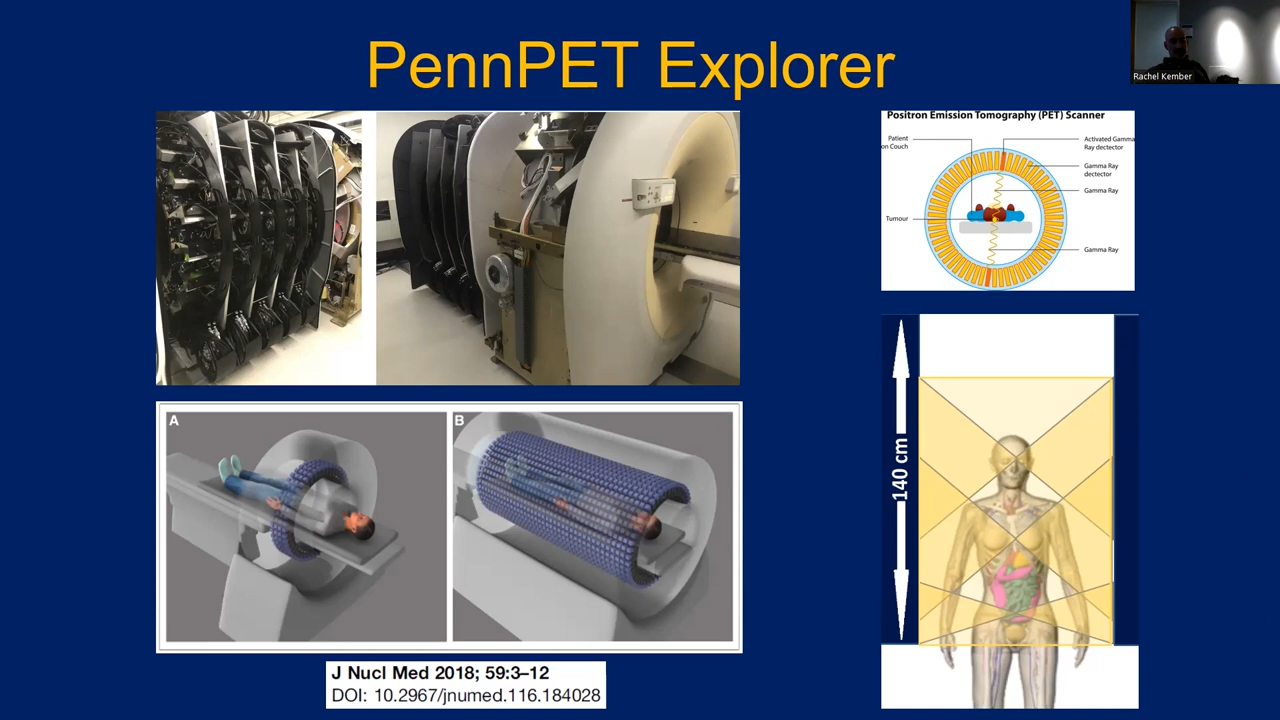 PennPET Explorer
Rachel Kember
Positron Emission Tomography (PET) Scanner
Patient
on Couch
Activated Gamma
Ray dectector
Gamma Ray
dectector
Gamma Ray
Tumour
Gamma Ray
A
B
140 cm
J Nucl Med 2018; 59:3–12
DOI: 10.2967/jnumed.116.184028